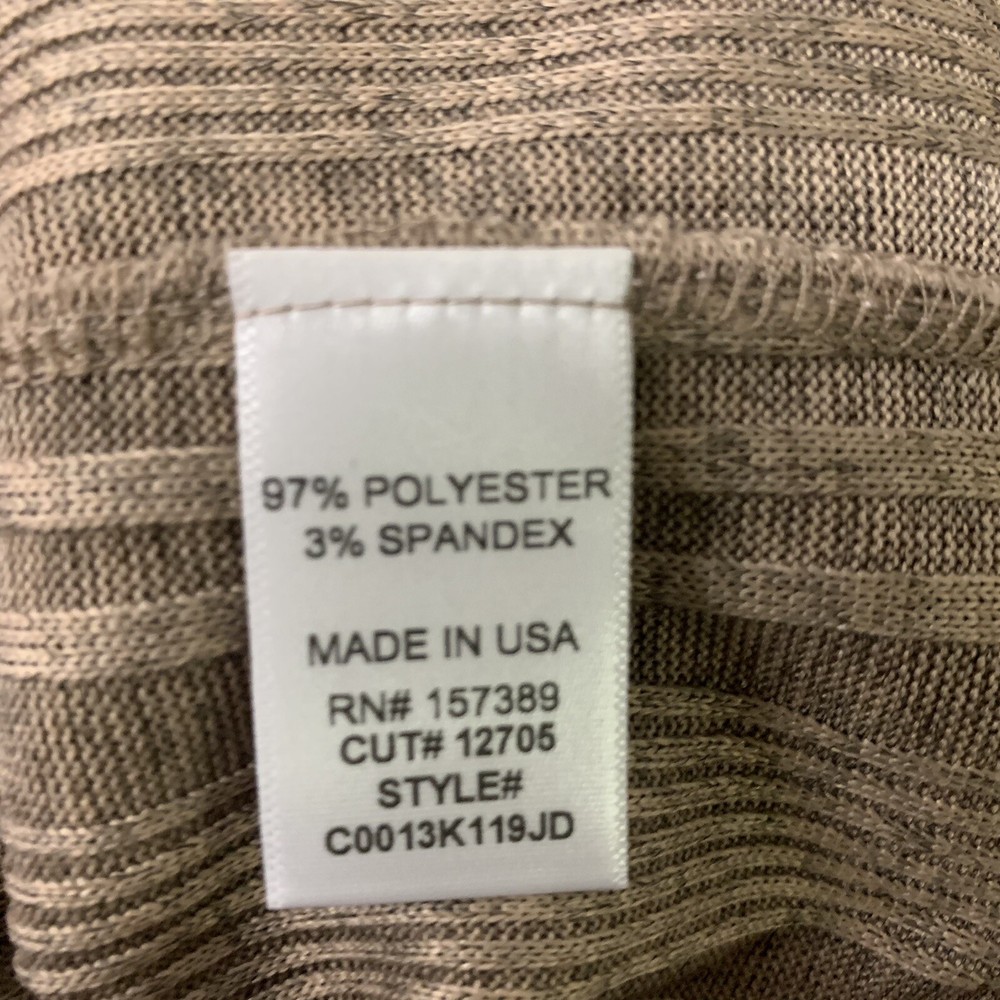 97% POLYESTER
3% SPANDEX
MADE IN USA
RN# 157389
CUT# 12705
STYLE#
C0013K119JD